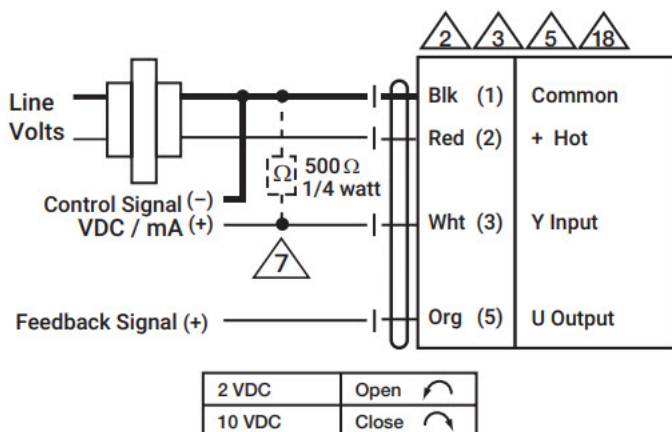 2 3 5 18
Line Volts
Blk (1) Common
Red (2) + Hot
Ω 500 Ω
1/4 watt
Control Signal (−)
VDC / mA (+)
Wht (3) Y Input
7
Feedback Signal (+)
Org (5) U Output
2 VDC Open
10 VDC Close